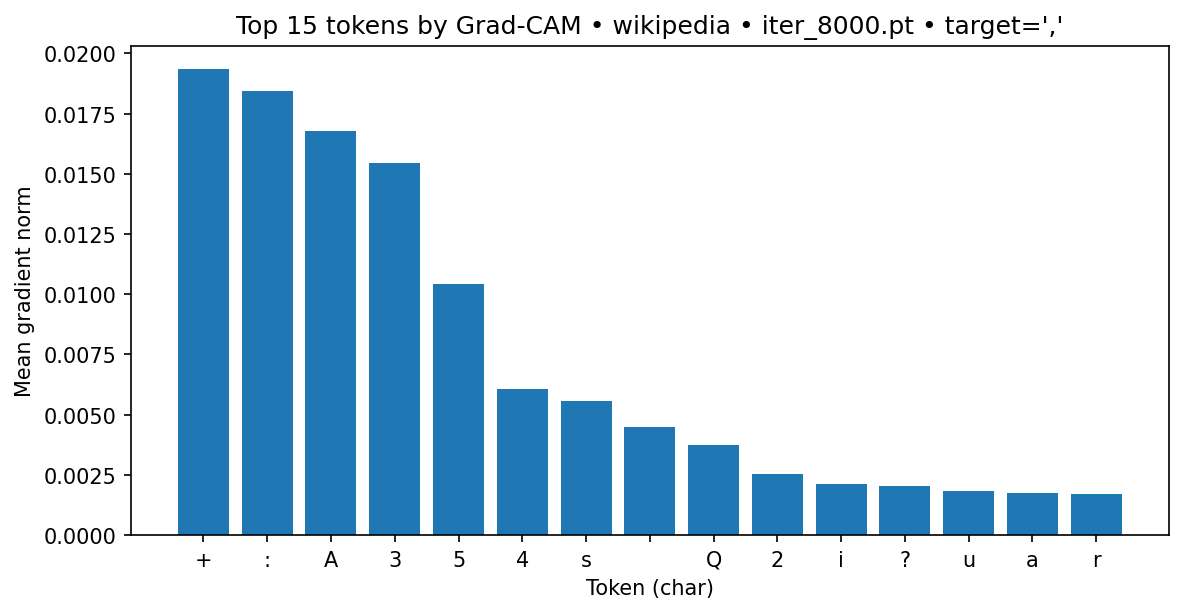 Top 15 tokens by Grad-CAM • wikipedia • iter_8000.pt • target=','
Mean gradient norm
0.0200
0.0175
0.0150
0.0125
0.0100
0.0075
0.0050
0.0025
0.0000
+ : A 3 5 4 s Q 2 i ? u a r
Token (char)